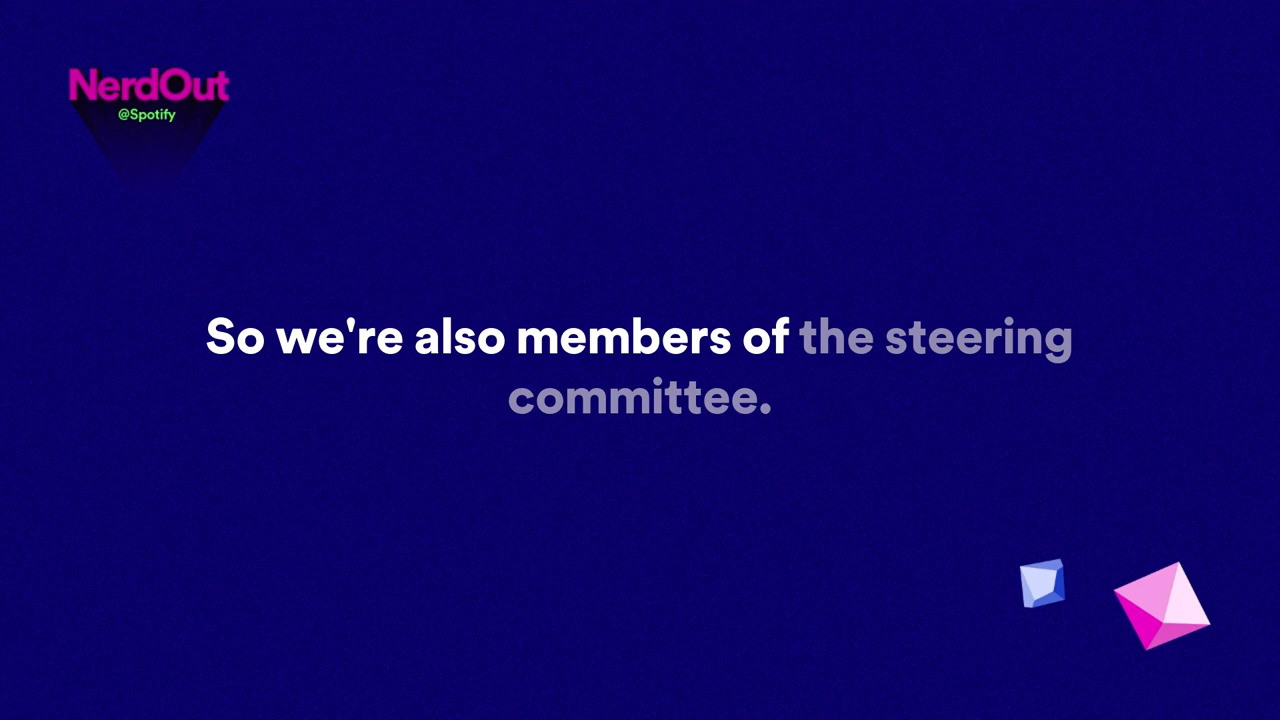 NerdOut
@Spotify
So we're also members of the steering
committee.